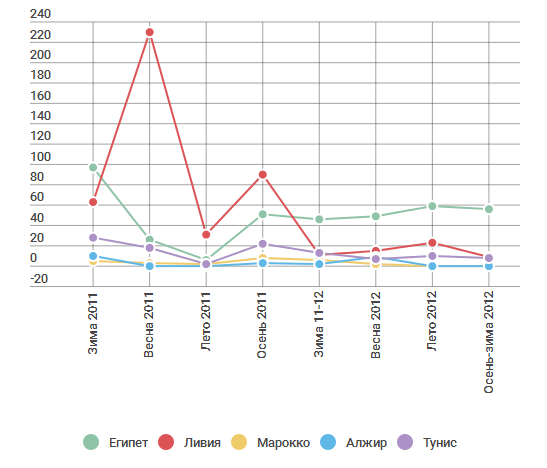 240
220
200
180
160
140
120
100
80
60
40
20
0
-20
Зима 2011
Весна 2011
Лето 2011
Осень 2011
Зима 11-12
Весна 2012
Лето 2012
Осень-зима 2012
Египет Ливия Марокко Алжир Тунис